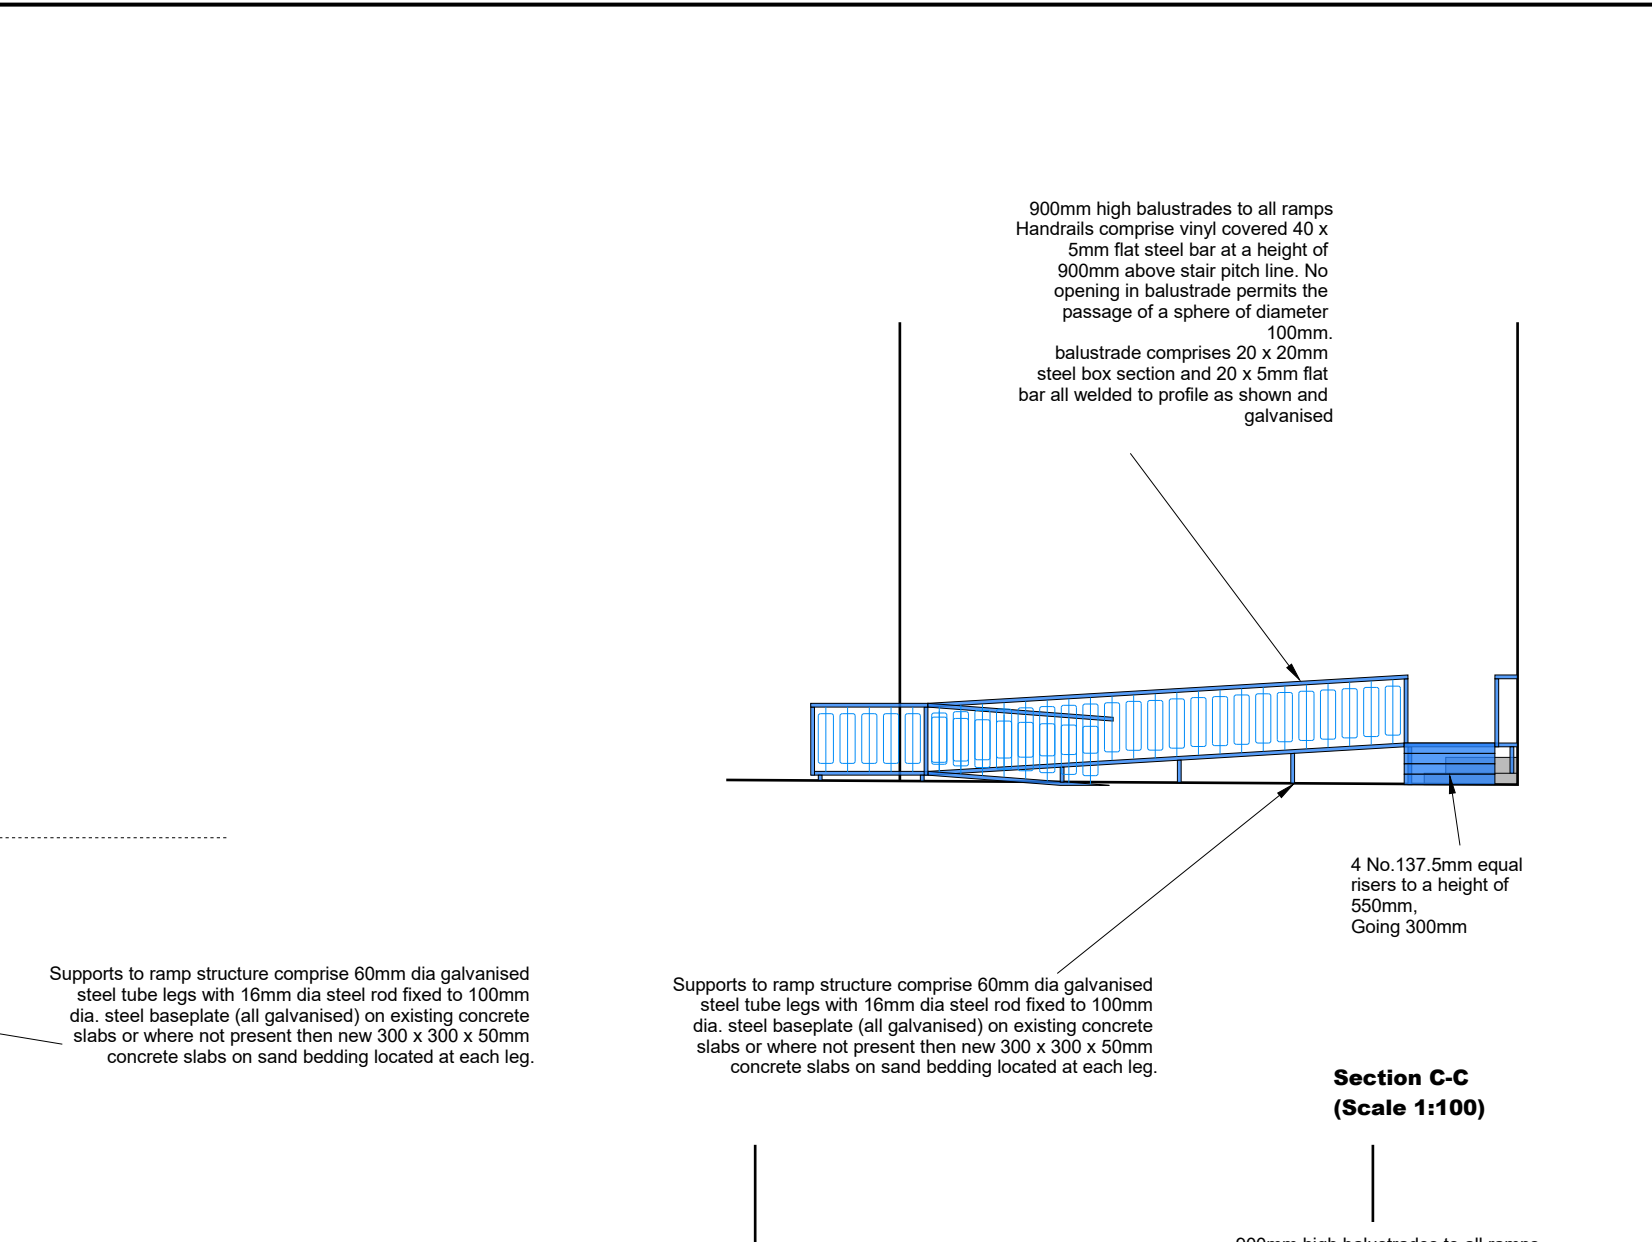 900mm high balustrades to all ramps
Handrails comprise vinyl covered 40 x
5mm flat steel bar at a height of
900mm above stair pitch line. No
opening in balustrade permits the
passage of a sphere of diameter
100mm.
balustrade comprises 20 x 20mm
steel box section and 20 x 5mm flat
bar all welded to profile as shown and
galvanised
4 No.137.5mm equal
risers to a height of
550mm,
Going 300mm
Supports to ramp structure comprise 60mm dia galvanised
steel tube legs with 16mm dia steel rod fixed to 100mm
dia. steel baseplate (all galvanised) on existing concrete
slabs or where not present then new 300 x 300 x 50mm
concrete slabs on sand bedding located at each leg.
Supports to ramp structure comprise 60mm dia galvanised
steel tube legs with 16mm dia steel rod fixed to 100mm
dia. steel baseplate (all galvanised) on existing concrete
slabs or where not present then new 300 x 300 x 50mm
concrete slabs on sand bedding located at each leg.
Section C-C
(Scale 1:100)
900mm high balustrades to all ramps